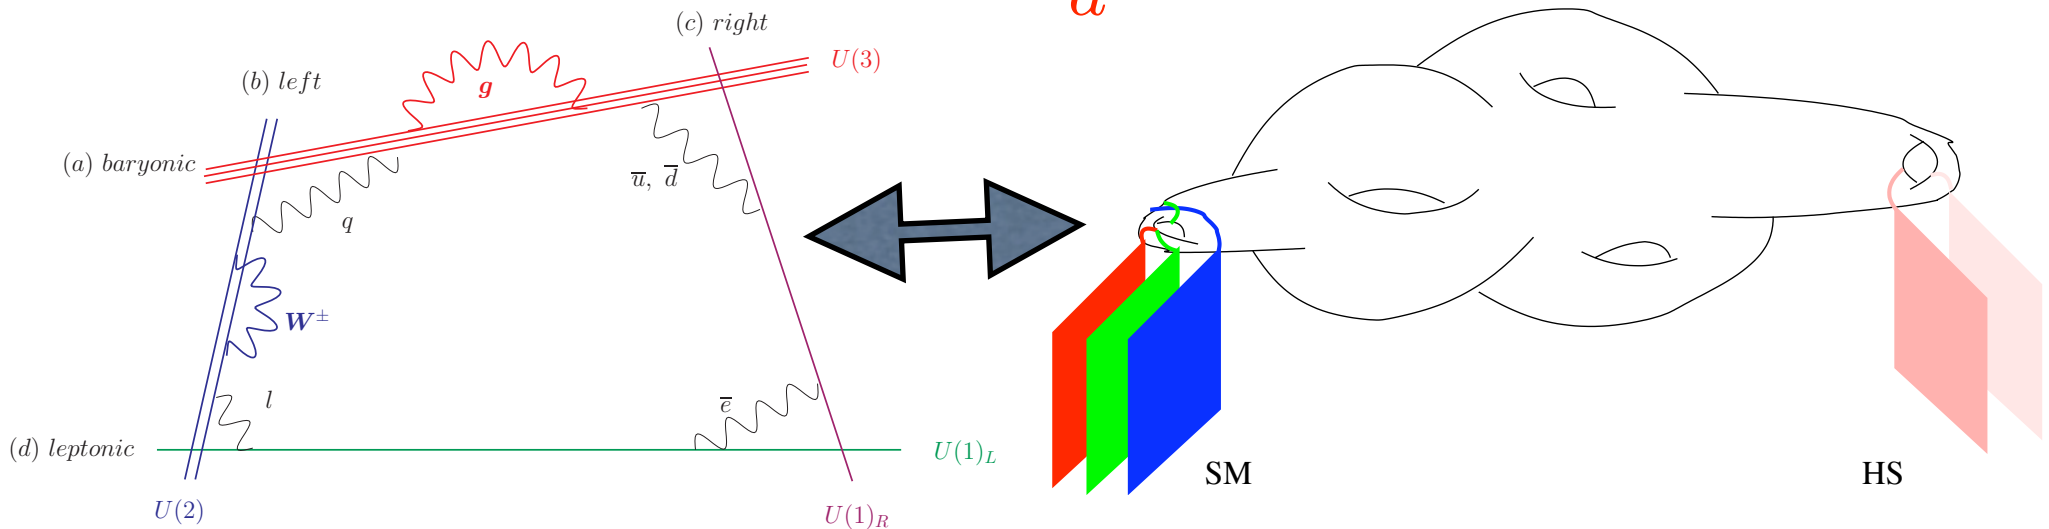 (c) right
U(3)
(b) left
g
(a) baryonic
u̅, d̅
q
W±
l
e̅
(d) leptonic
U(1)L
U(2)
U(1)R
SM
HS